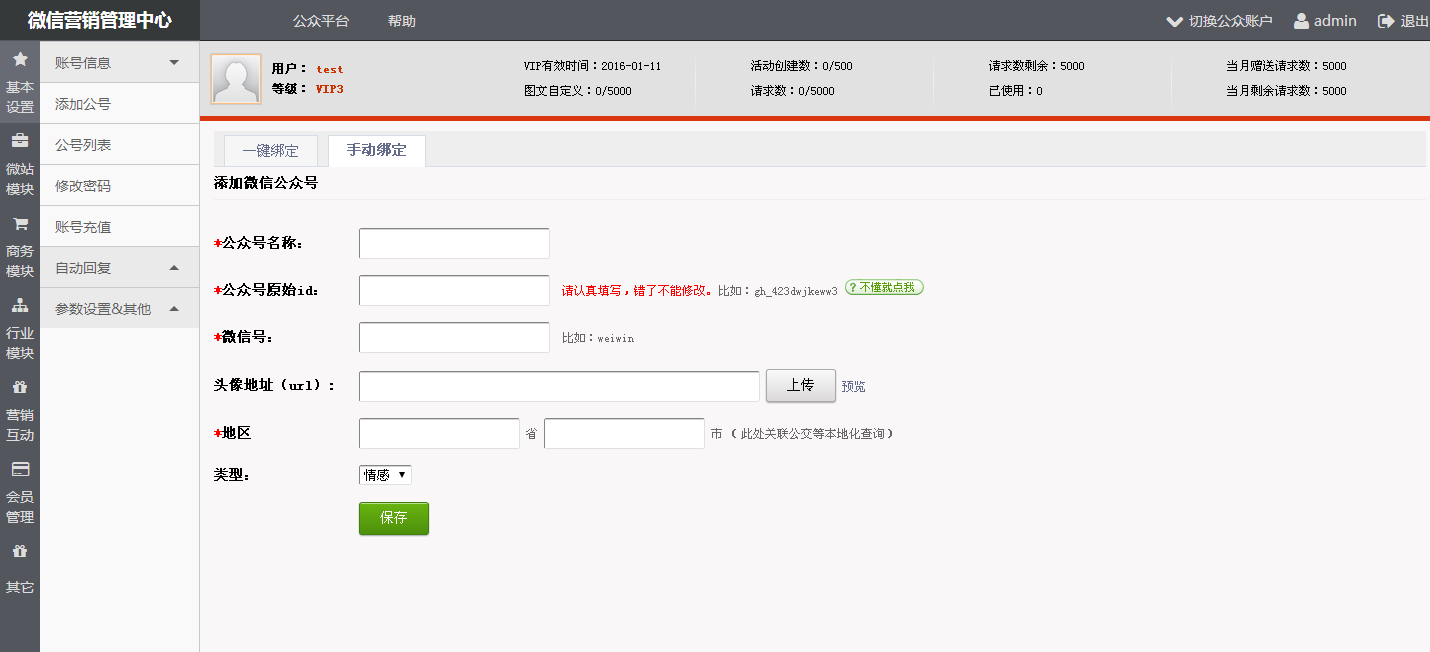 微信营销管理中心
公众平台
帮助
切换公众账户
admin
退出
基本
设置
微站
模块
商务
模块
行业
模块
营销
互动
会员
管理
其它
账号信息
添加公号
公号列表
修改密码
账号充值
自动回复
参数设置&其他
用户： test
等级： VIP3
VIP有效时间：2016-01-11
图文自定义：0/5000
活动创建数：0/500
请求数：0/5000
请求数剩余：5000
已使用：0
当月赠送请求数：5000
当月剩余请求数：5000
一键绑定
手动绑定
添加微信公众号
*公众号名称：
*公众号原始id： 请认真填写，错了不能修改。比如：gh_423dwjkeww3 ?不懂就点我
*微信号： 比如：weiwin
头像地址（url）： 上传 预览
*地区 省 市 （此处关联公交等本地化查询）
类型： 情感
保存